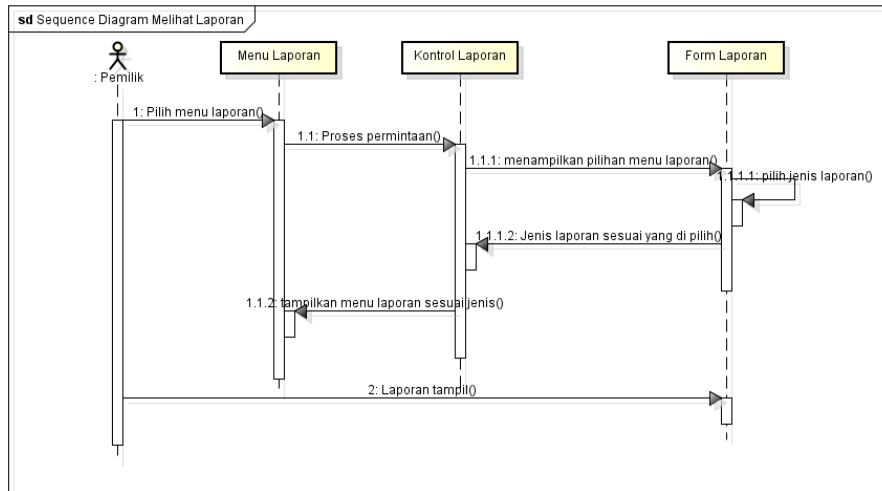 sd Sequence Diagram Melihat Laporan
: Pemilik
Menu Laporan
Kontrol Laporan
Form Laporan
1: Pilih menu laporan()
1.1: Proses permintaan()
1.1.1: menampilkan pilihan menu laporan()
1.1.1.1: pilih jenis laporan()
1.1.1.2: Jenis laporan sesuai yang di pilih()
1.1.2: tampilkan menu laporan sesuai jenis()
2: Laporan tampil()